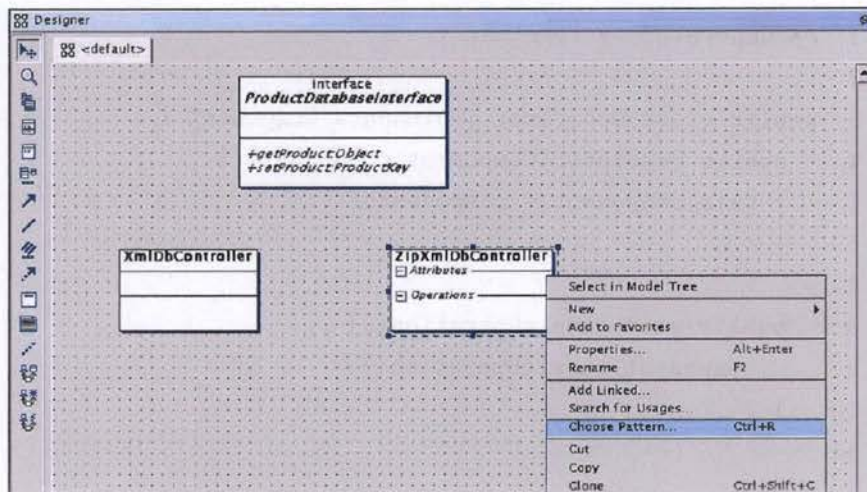 Designer
<default>
interface
ProductDatabaseInterface
+getProduct:Object
+setProduct:ProductKey
XmlDbController
ZipXmlDbController
Attributes
Operations
Select in Model Tree
New
Add to Favorites
Properties... Alt+Enter
Rename F2
Add Linked...
Search for Usages...
Choose Pattern... Ctrl+R
Cut
Copy
Clone Ctrl+Shift+C